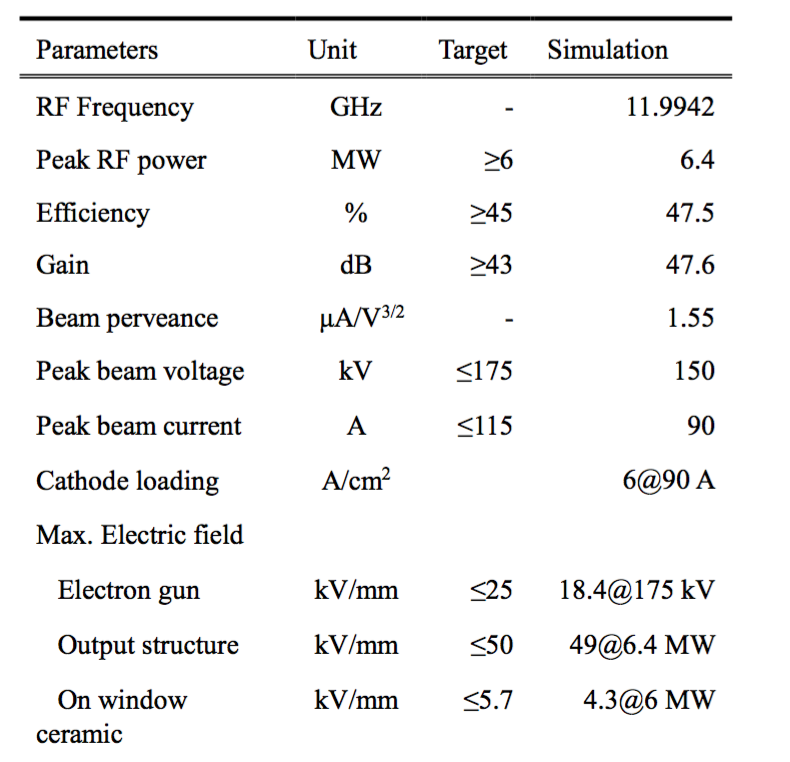 Parameters Unit Target Simulation
RF Frequency GHz - 11.9942
Peak RF power MW ≥6 6.4
Efficiency % ≥45 47.5
Gain dB ≥43 47.6
Beam perveance μA/V3/2 - 1.55
Peak beam voltage kV ≤175 150
Peak beam current A ≤115 90
Cathode loading A/cm2 6@90 A
Max. Electric field
Electron gun kV/mm ≤25 18.4@175 kV
Output structure kV/mm ≤50 49@6.4 MW
On window kV/mm ≤5.7 4.3@6 MW
ceramic